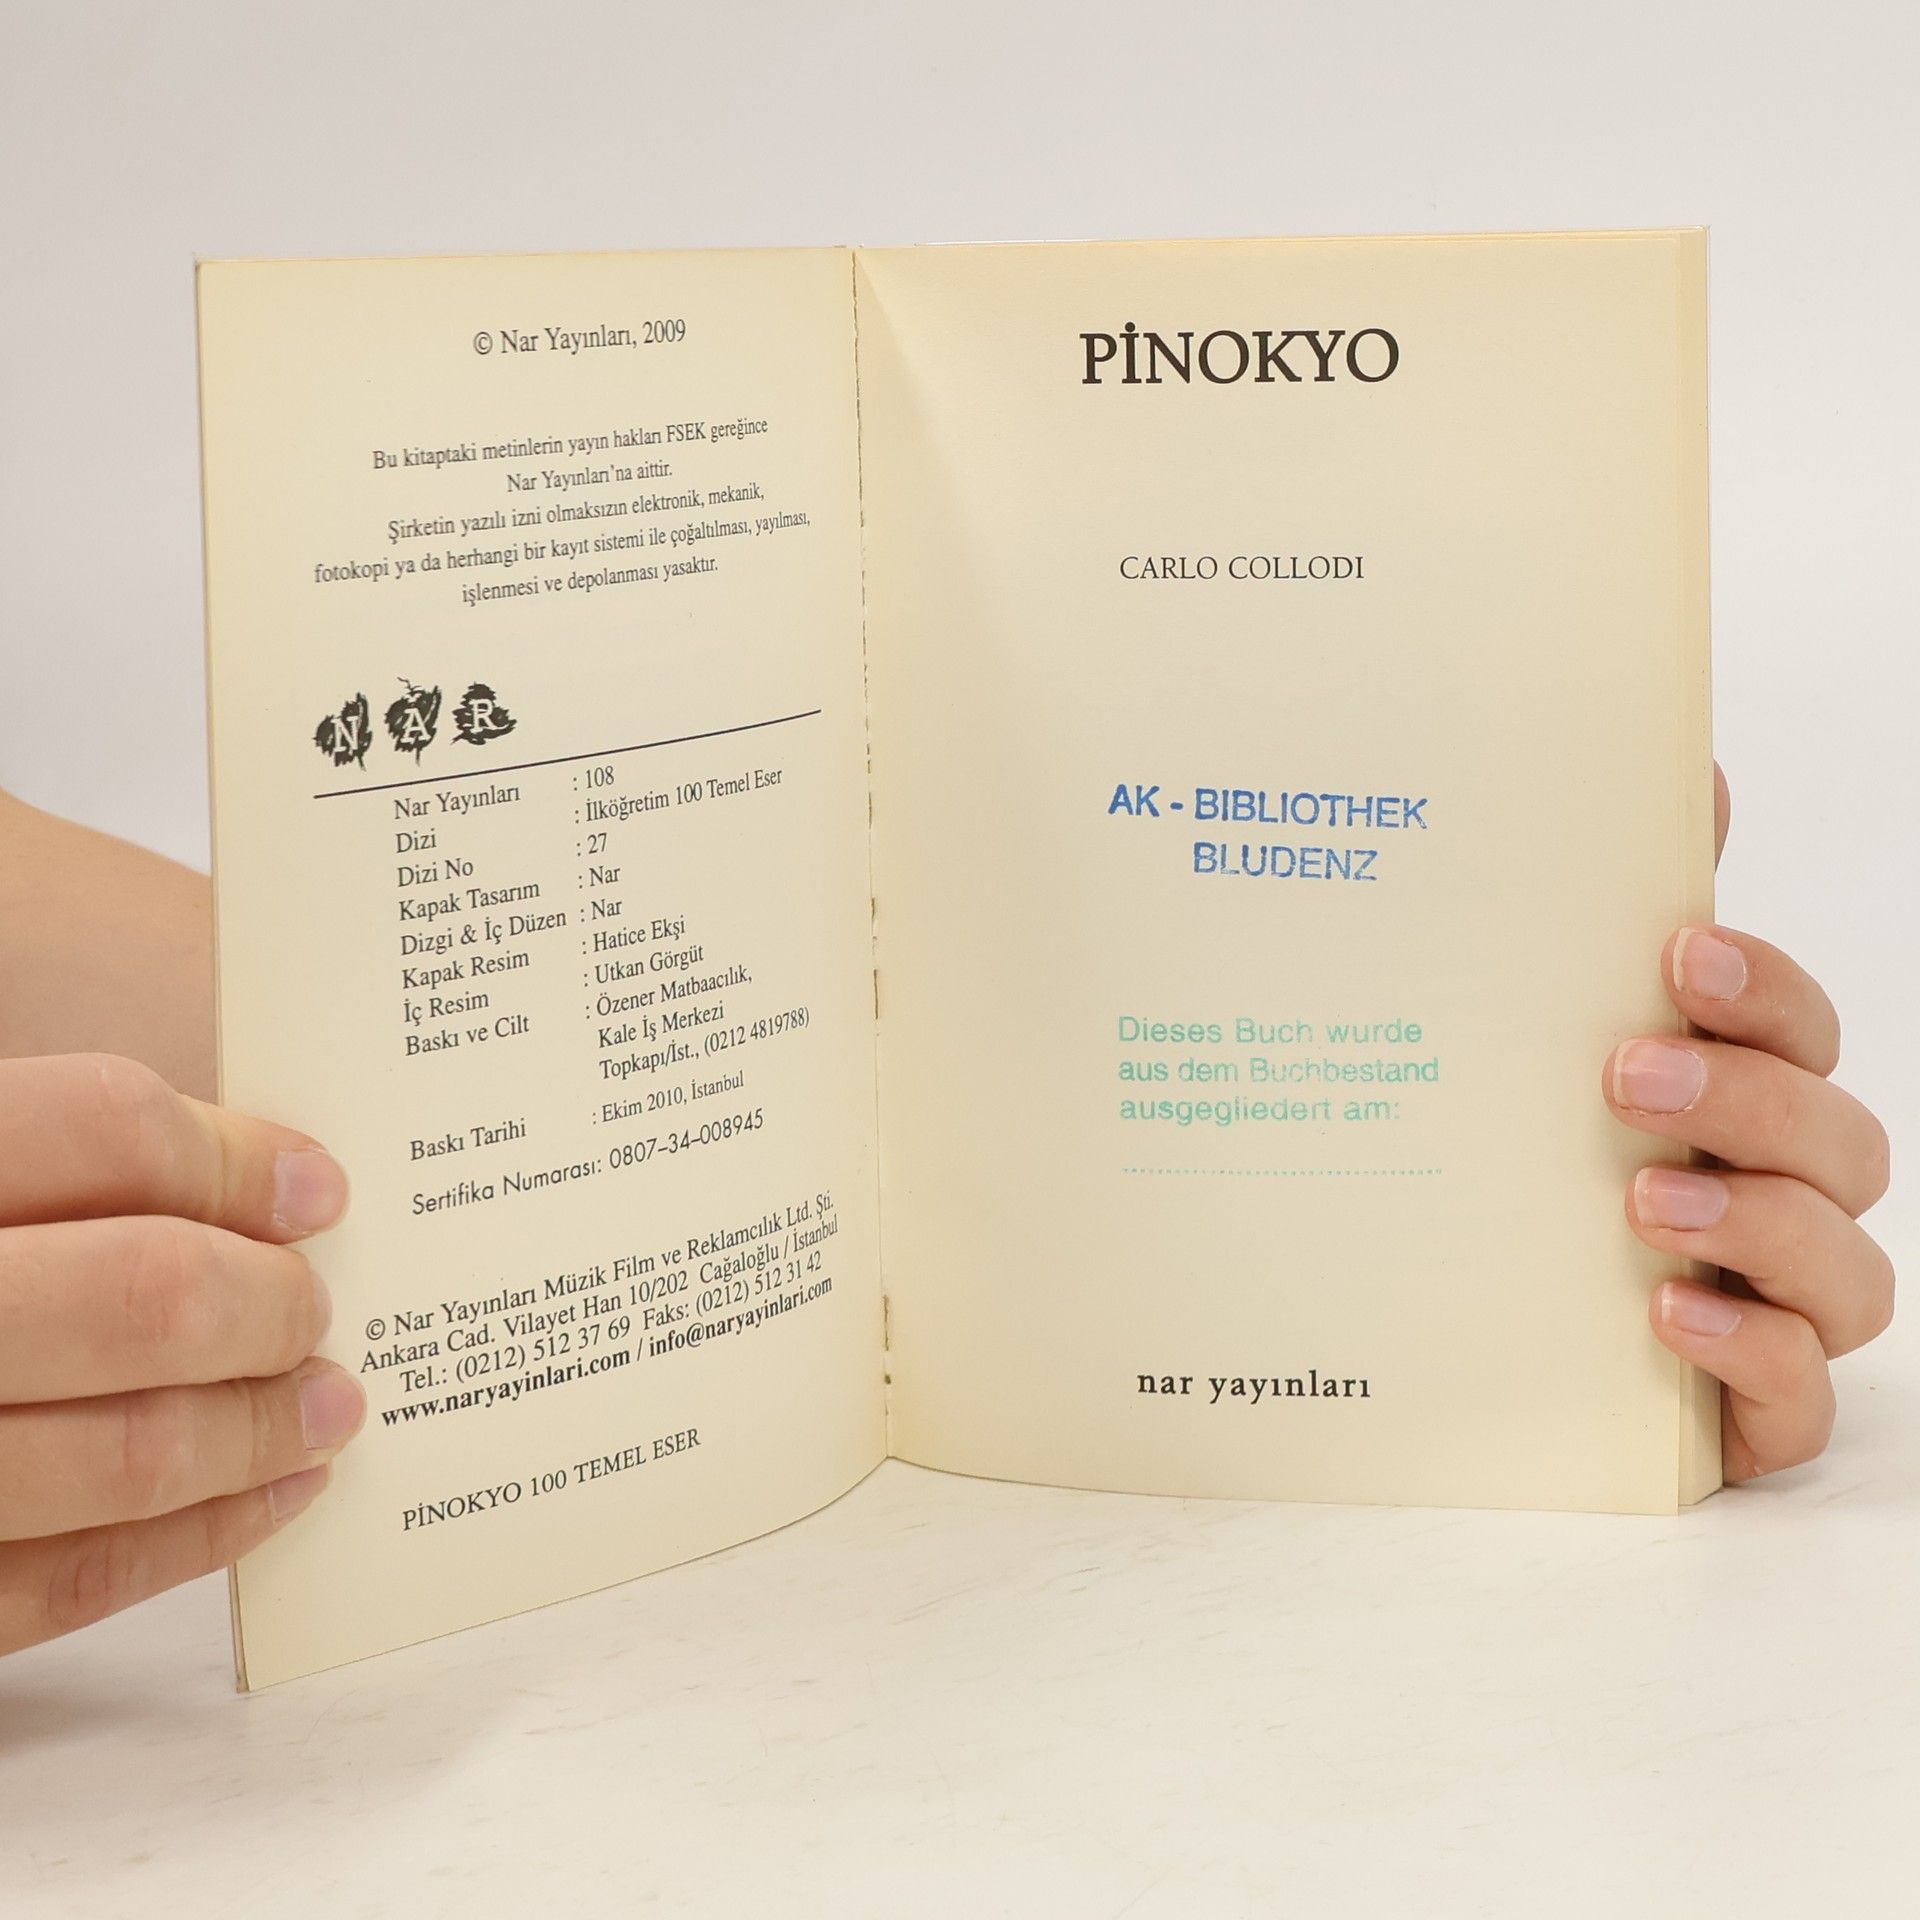 © Nar Yayınları, 2009
Bu kitaptaki metinlerin yayın hakları FSEK gereğince
Nar Yayınları'na aittir.
Şirketin yazılı izni olmaksızın elektronik, mekanik,
fotokopi ya da herhangi bir kayıt sistemi ile çoğaltılması, yayılması,
işlenmesi ve depolanması yasaktır.
NAR
Nar Yayınları : 108
Dizi : İlköğretim 100 Temel Eser
Dizi No : 27
Kapak Tasarım : Nar
Dizgi & İç Düzen : Nar
Kapak Resim : Hatice Ekşi
İç Resim : Utkan Görgüt
Baskı ve Cilt : Özener Matbaacılık,
Kale İş Merkezi
Topkapı/İst., (0212 4819788)
Baskı Tarihi : Ekim 2010, İstanbul
Sertifika Numarası: 0807-34-008945
© Nar Yayınları Müzik Film ve Reklamcılık Ltd. Şti.
Ankara Cad. Vilayet Han 10/202 Cağaloğlu / İstanbul
Tel.: (0212) 512 37 69 Faks: (0212) 512 31 42
www.naryayinlari.com / info@naryayinlari.com
PİNOKYO 100 TEMEL ESER
PİNOKYO
CARLO COLLODI
AK - BIBLIOTHEK
BLUDENZ
Dieses Buch wurde
aus dem Buchbestand
ausgegliedert am:
nar yayınları